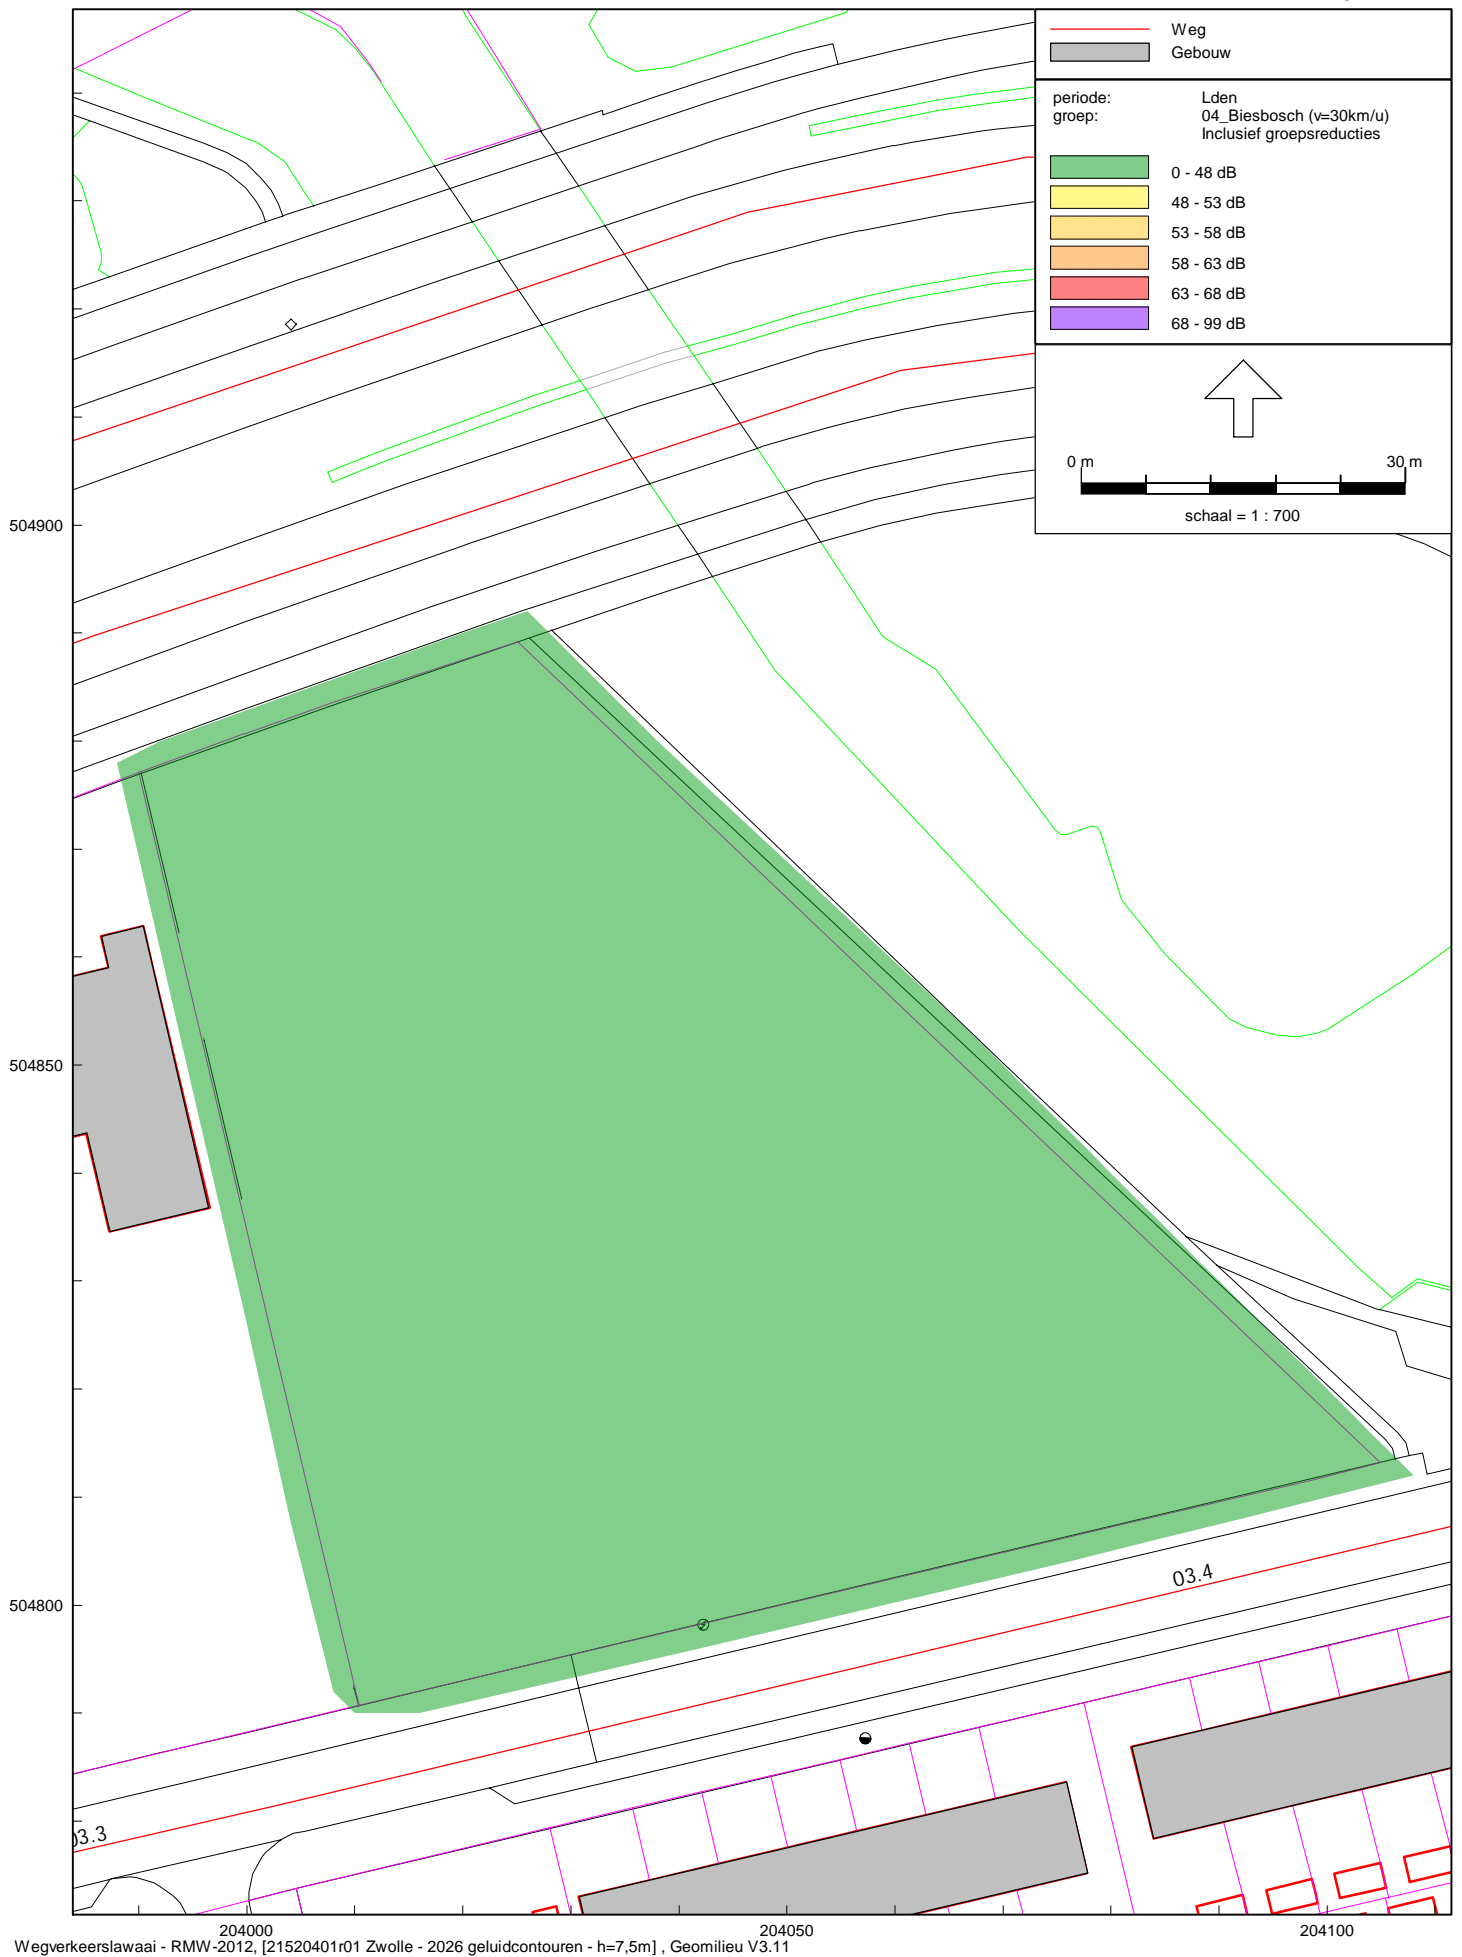 Weg
Gebouw
periode: Lden
groep: 04_Biesbosch (v=30km/u)
Inclusief groepsreducties
0 - 48 dB
48 - 53 dB
53 - 58 dB
58 - 63 dB
63 - 68 dB
68 - 99 dB
0 m 30 m
schaal = 1 : 700
504900
504850
504800
03.4
03.3
204000 204050 204100
Wegverkeerslawaai - RMW-2012, [21520401r01 Zwolle - 2026 geluidcontouren - h=7,5m] , Geomilieu V3.11